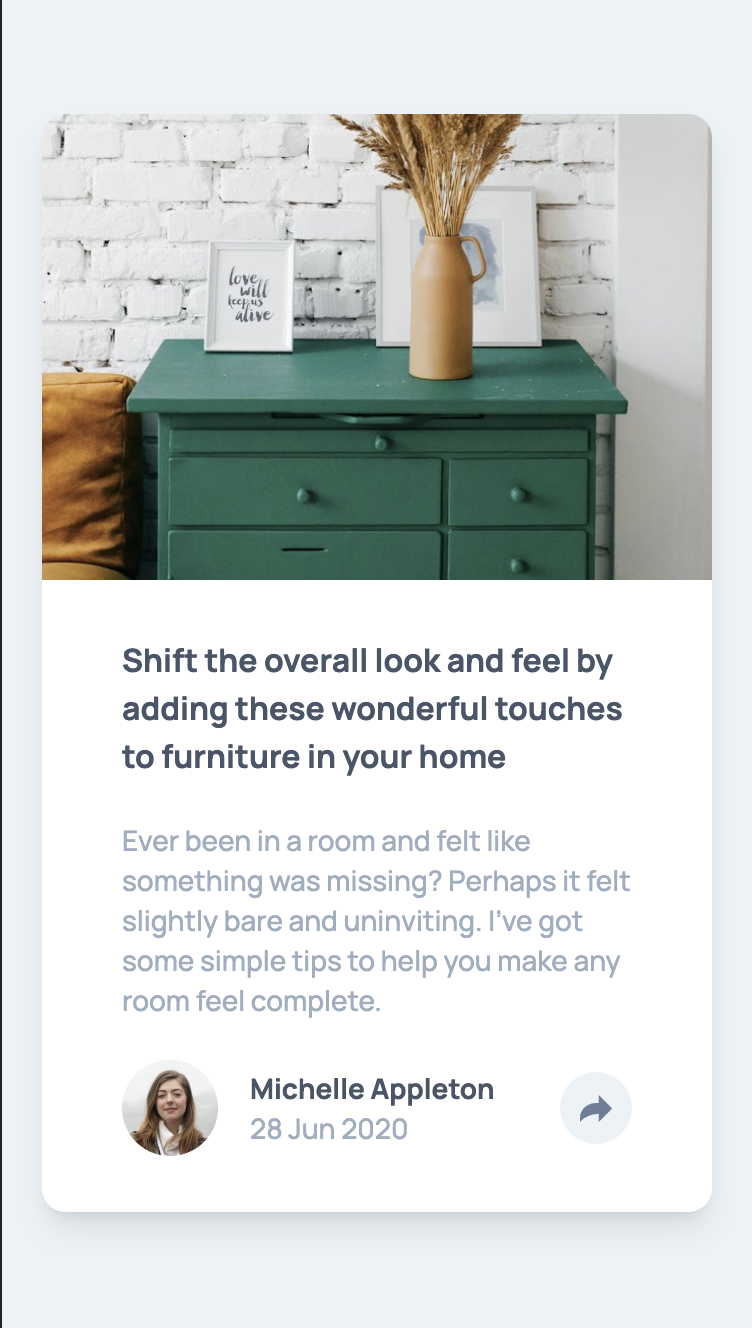 love
will
keep us
alive
Shift the overall look and feel by
adding these wonderful touches
to furniture in your home
Ever been in a room and felt like
something was missing? Perhaps it felt
slightly bare and uninviting. I’ve got
some simple tips to help you make any
room feel complete.
Michelle Appleton
28 Jun 2020